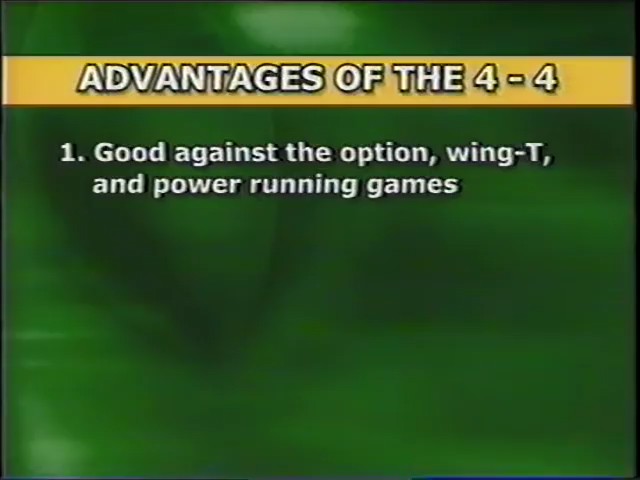 ADVANTAGES OF THE 4 - 4
1. Good against the option, wing-T,
and power running games